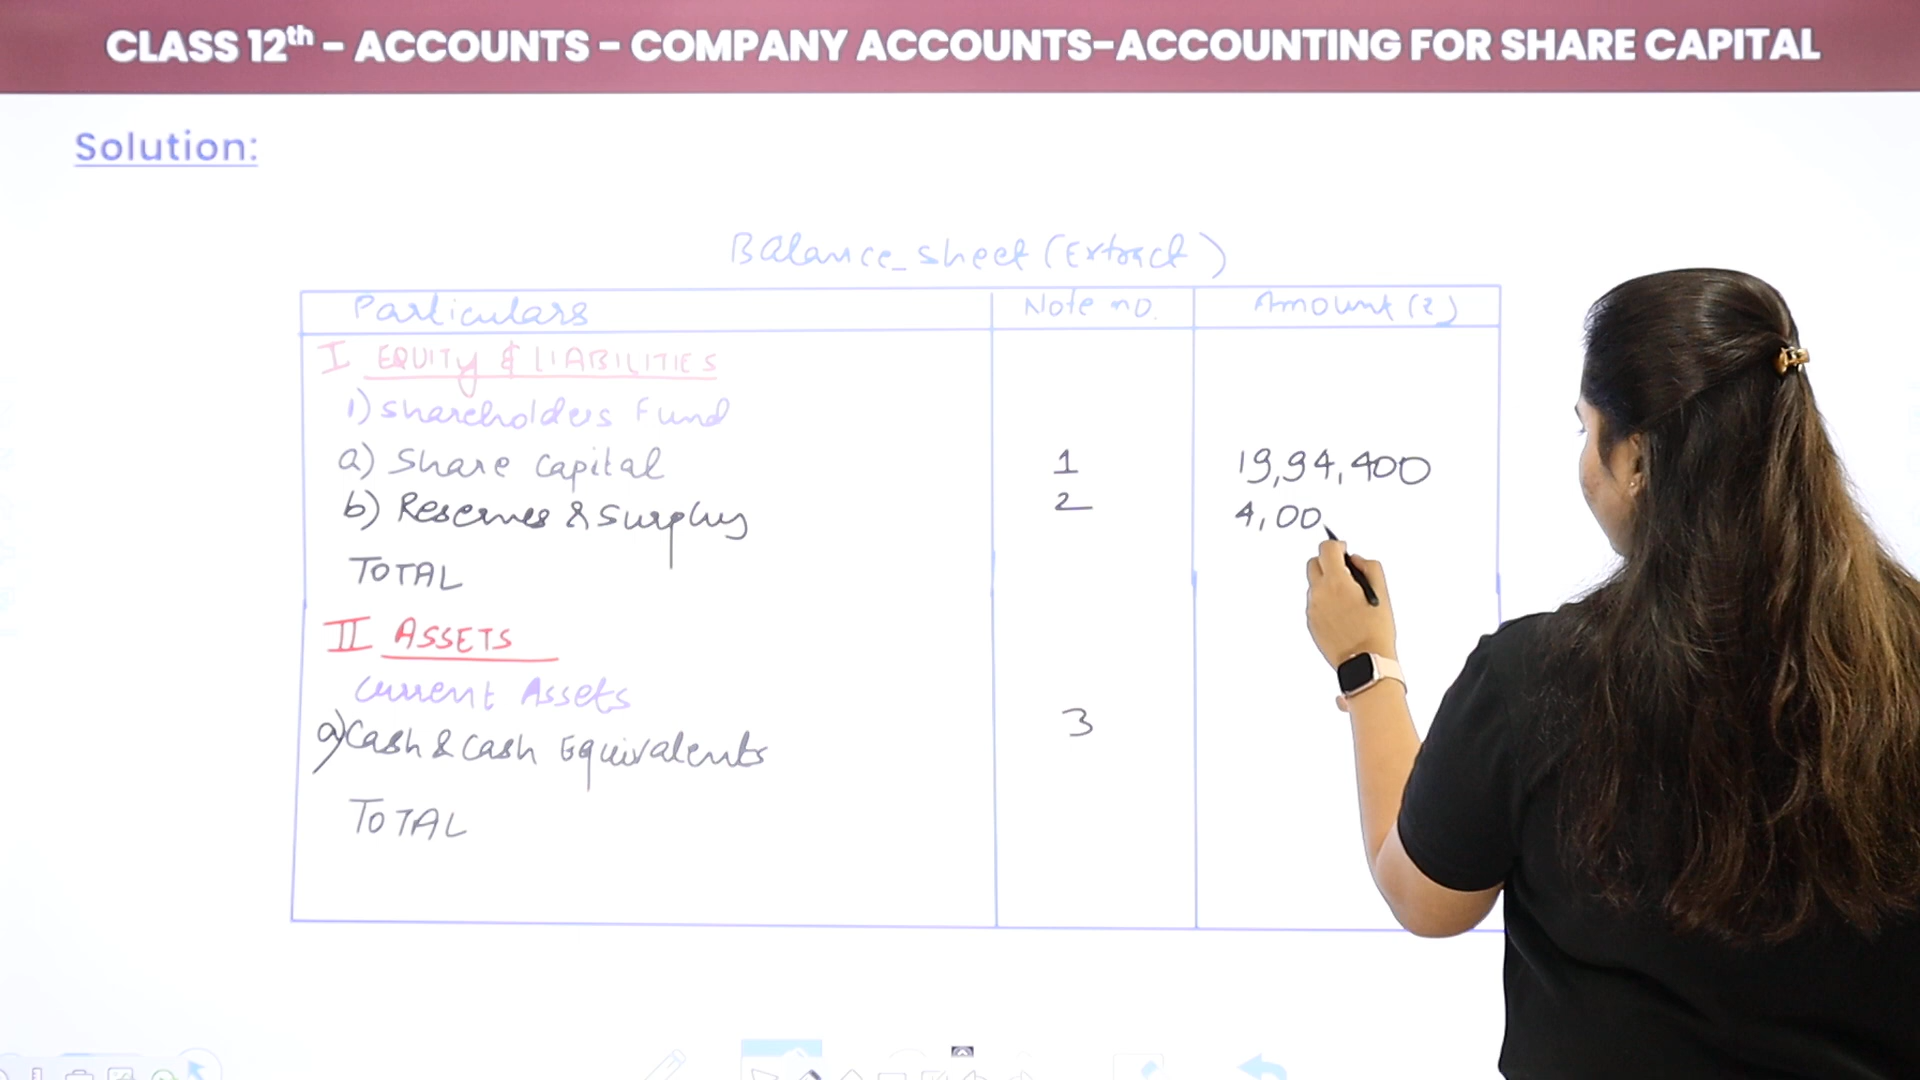 CLASS 12th - ACCOUNTS - COMPANY ACCOUNTS-ACCOUNTING FOR SHARE CAPITAL
Solution:
Balance sheet (Extract)
Particulars Note no. Amount (₹)
I EQUITY & LIABILITIES
1) Shareholders Fund
a) Share Capital 1 19,94,400
b) Reserves & Surplus 2 4,00
TOTAL
II ASSETS
Current Assets
a) Cash & Cash Equivalents 3
TOTAL